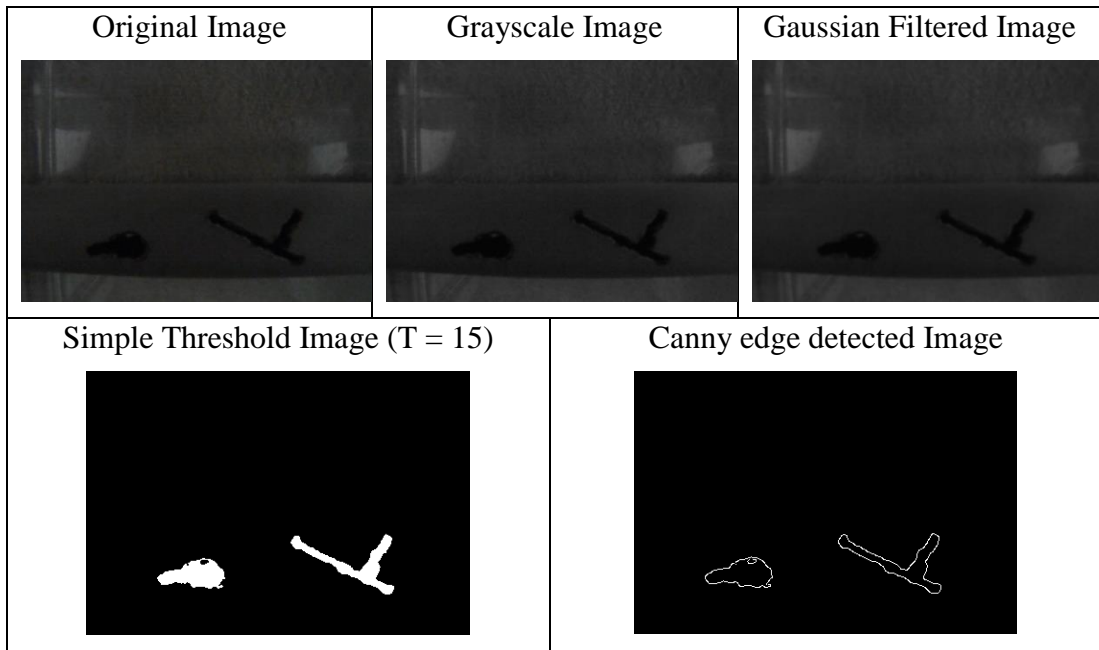 Original Image
Grayscale Image
Gaussian Filtered Image
Simple Threshold Image (T = 15)
Canny edge detected Image